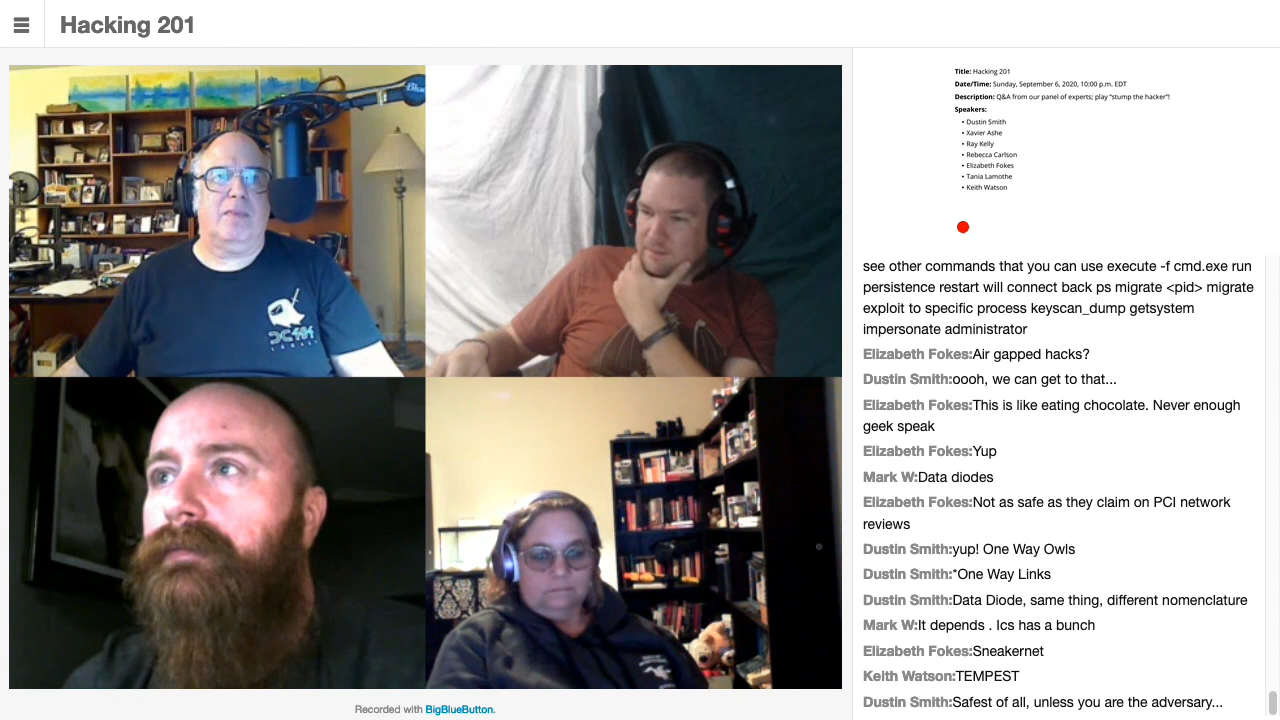 Hacking 201
Title: Hacking 201
Date/Time: Sunday, September 6, 2020, 10:00 p.m. EDT
Description: Q&A from our panel of experts; play "stump the hacker"!
Speakers:
• Dustin Smith
• Xavier Ashe
• Ray Kelly
• Rebecca Carlson
• Elizabeth Fokes
• Tania Lamothe
• Keith Watson
Blue
DC404
LEGACY
see other commands that you can use execute -f cmd.exe run
persistence restart will connect back ps migrate <pid> migrate
exploit to specific process keyscan_dump getsystem
impersonate administrator
Elizabeth Fokes:Air gapped hacks?
Dustin Smith:oooh, we can get to that...
Elizabeth Fokes:This is like eating chocolate. Never enough
geek speak
Elizabeth Fokes:Yup
Mark W:Data diodes
Elizabeth Fokes:Not as safe as they claim on PCI network
reviews
Dustin Smith:yup! One Way Owls
Dustin Smith:*One Way Links
Dustin Smith:Data Diode, same thing, different nomenclature
Mark W:It depends . Ics has a bunch
Elizabeth Fokes:Sneakernet
Keith Watson:TEMPEST
Dustin Smith:Safest of all, unless you are the adversary...
Recorded with BigBlueButton.